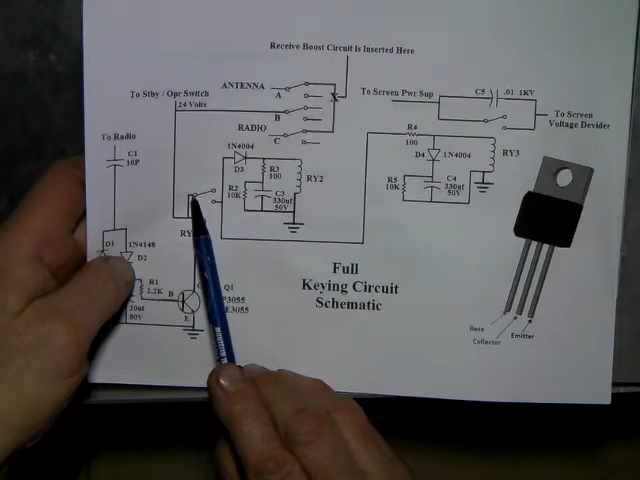 Receive Boost Circuit Is Inserted Here
ANTENNA
A
To Stby / Opr Switch
24 Volts
B
RADIO
C
X
To Screen Pwr Sup
C5
.01 1KV
To Screen
Voltage Devider
To Radio
C1
10P
1N4004
D3
R3
100
R2
10K
C3
330uf
50V
RY2
R4
100
D4
1N4004
R5
10K
C4
330uf
50V
RY3
RY
D1
1N4148
D2
R1
2.2K
B
Q1
P3055
E3055
E
20uf
50V
Full
Keying Circuit
Schematic
Base
Collector
Emitter